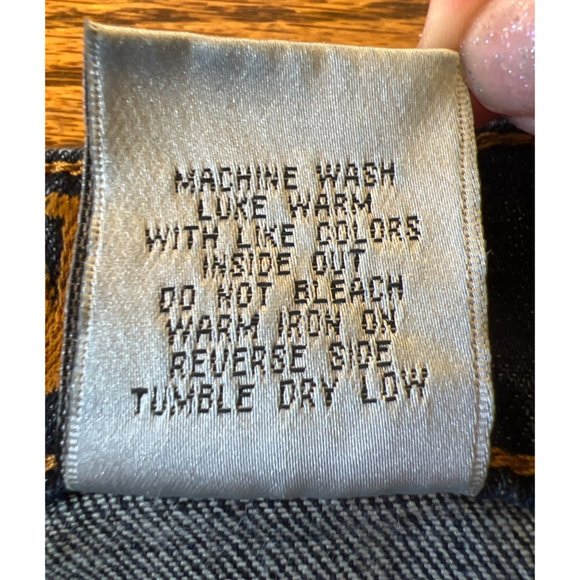 MACHINE WASH
LUKE WARM
WITH LIKE COLORS
INSIDE OUT
DO NOT BLEACH
WARM IRON ON
REVERSE SIDE
TUMBLE DRY LOW